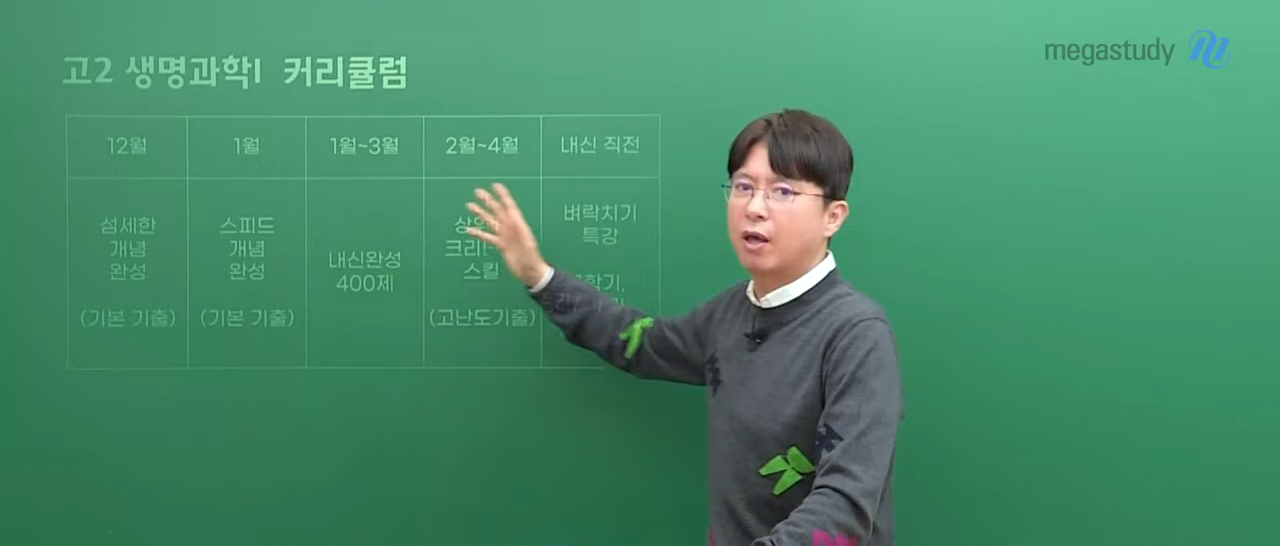 megastudy
고2 생명과학I 커리큘럼
12월
1월
1월~3월
2월~4월
내신 직전
섬세한
개념
완성
(기본 기출)
스피드
개념
완성
(기본 기출)
내신완성
400제
스킬
(고난도기출)
벼락치기
특강